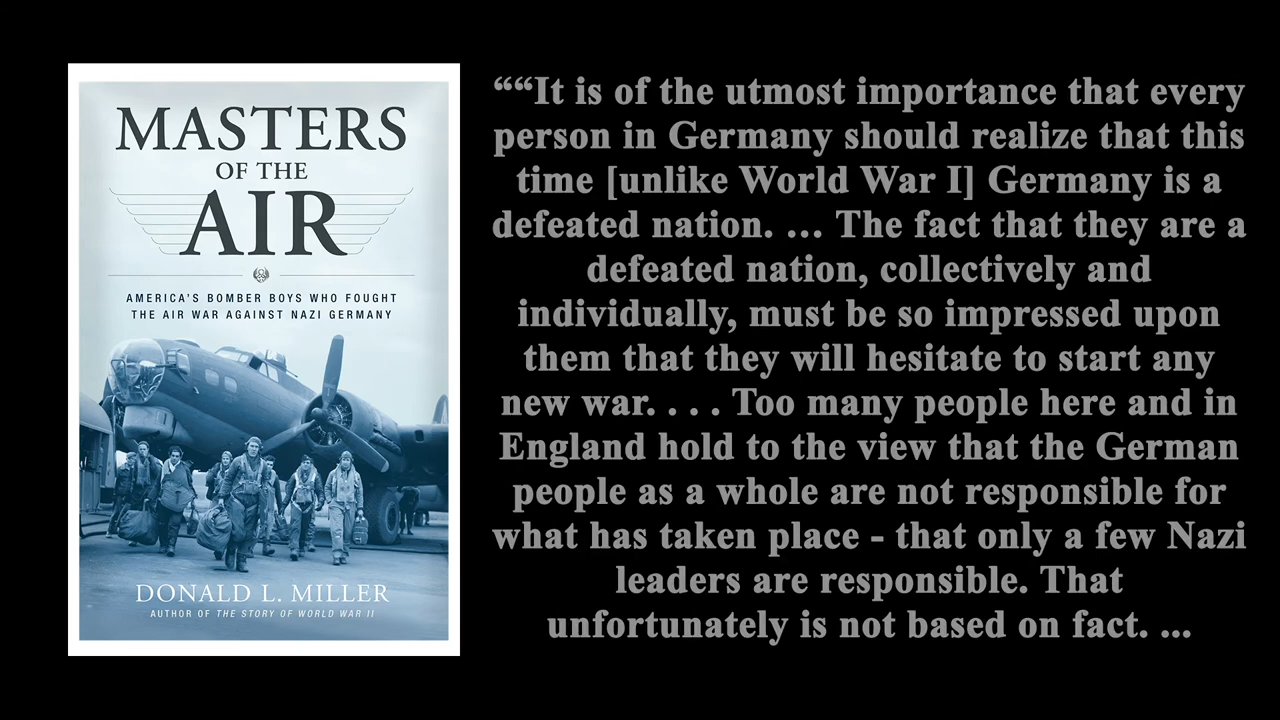 MASTERS
OF THE
AIR
AMERICA'S BOMBER BOYS WHO FOUGHT
THE AIR WAR AGAINST NAZI GERMANY
DONALD L. MILLER
AUTHOR OF THE STORY OF WORLD WAR II
““It is of the utmost importance that every
person in Germany should realize that this
time [unlike World War I] Germany is a
defeated nation. … The fact that they are a
defeated nation, collectively and
individually, must be so impressed upon
them that they will hesitate to start any
new war. . . . Too many people here and in
England hold to the view that the German
people as a whole are not responsible for
what has taken place - that only a few Nazi
leaders are responsible. That
unfortunately is not based on fact. ...